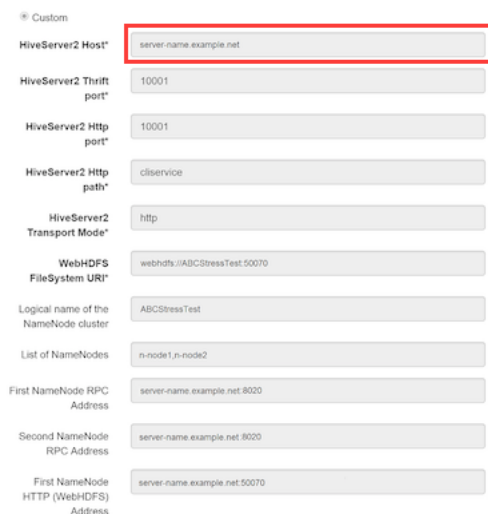 Custom
HiveServer2 Host*
server-name.example.net
HiveServer2 Thrift
port*
10001
HiveServer2 Http
port*
10001
HiveServer2 Http
path*
cliservice
HiveServer2
Transport Mode*
http
WebHDFS
FileSystem URI*
webhdfs://ABCStressTest:50070
Logical name of the
NameNode cluster
ABCStressTest
List of NameNodes
n-node1,n-node2
First NameNode RPC
Address
server-name.example.net:8020
Second NameNode
RPC Address
server-name.example.net:8020
First NameNode
HTTP (WebHDFS)
Address
server-name.example.net:50070